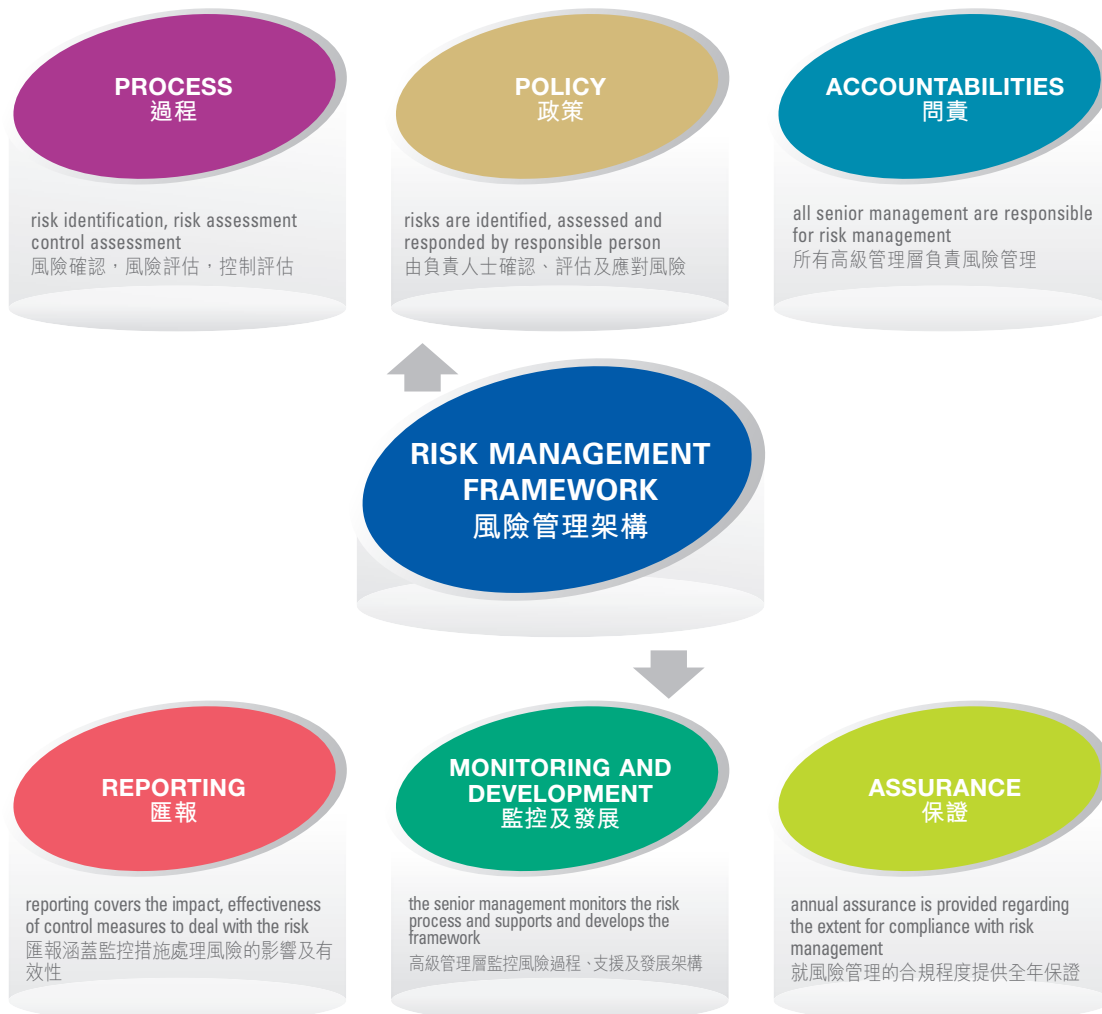 PROCESS
過程
risk identification, risk assessment
control assessment
風險確認，風險評估，控制評估
POLICY
政策
risks are identified, assessed and
responded by responsible person
由負責人士確認、評估及應對風險
ACCOUNTABILITIES
問責
all senior management are responsible
for risk management
所有高級管理層負責風險管理
RISK MANAGEMENT
FRAMEWORK
風險管理架構
REPORTING
匯報
reporting covers the impact, effectiveness
of control measures to deal with the risk
匯報涵蓋監控措施處理風險的影響及有
效性
MONITORING AND
DEVELOPMENT
監控及發展
the senior management monitors the risk
process and supports and develops the
framework
高級管理層監控風險過程、支援及發展架構
ASSURANCE
保證
annual assurance is provided regarding
the extent for compliance with risk
management
就風險管理的合規程度提供全年保證